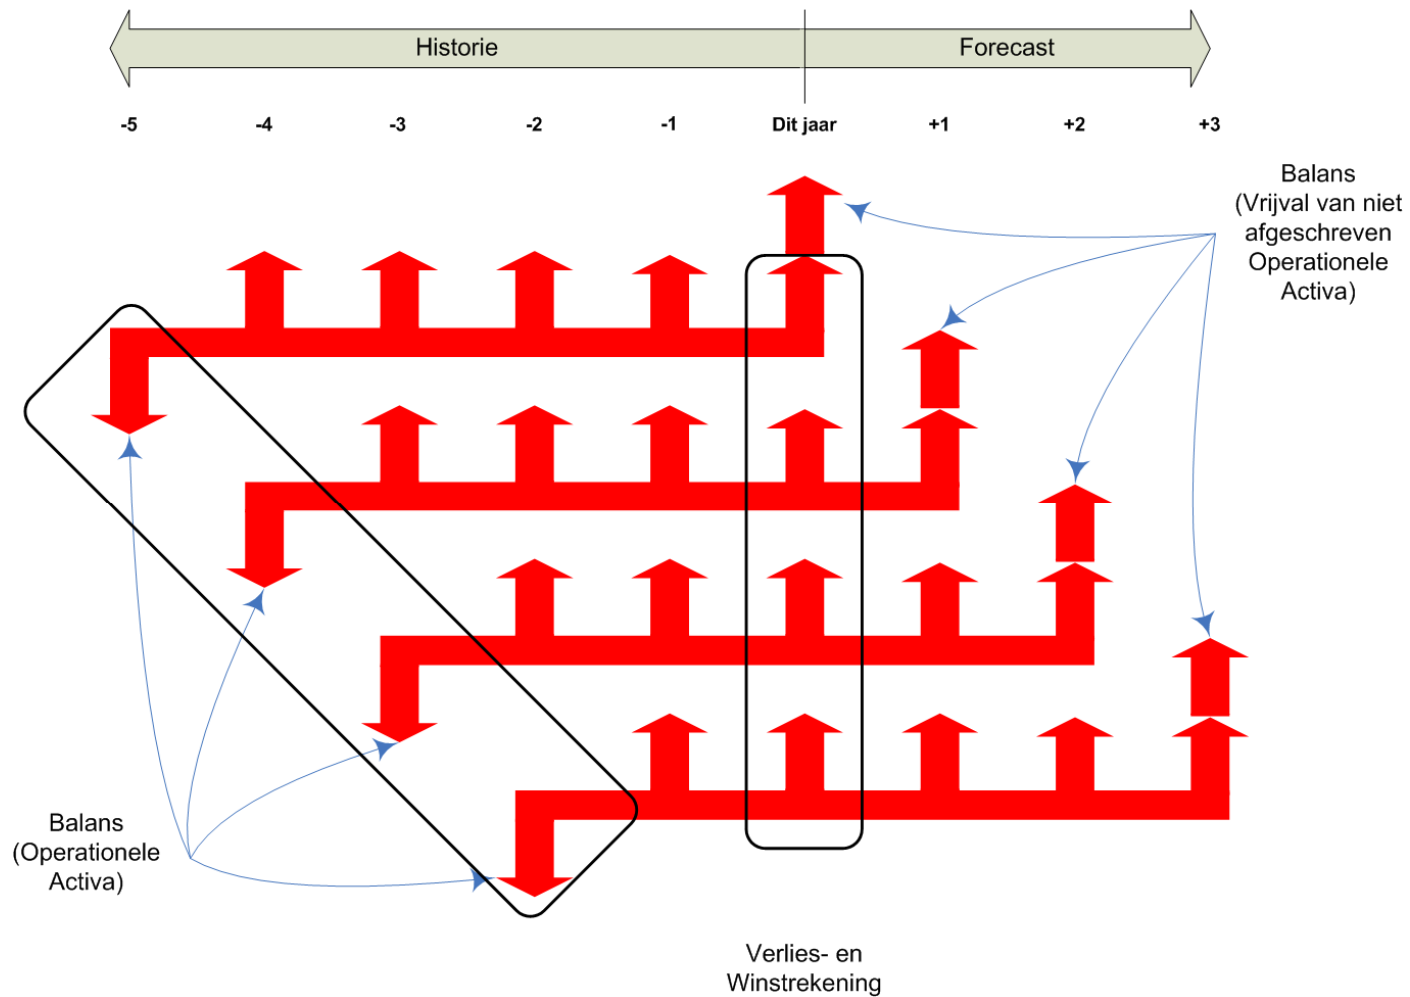 Historie
Forecast
-5
-4
-3
-2
-1
Dit jaar
+1
+2
+3
Balans
(Vrijval van niet
afgeschreven
Operationele
Activa)
Balans
(Operationele
Activa)
Verlies- en
Winstrekening